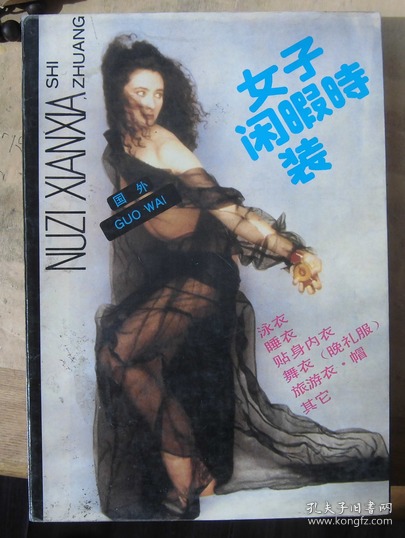 NUZI XIANXIA
SHI
ZHUANG
女子
闲暇時
装
国外
GUO WAI
泳衣
睡衣
贴身内衣
舞衣（晚礼服）
旅游衣·帽
其它
孔夫子旧书网
www.kongfz.com